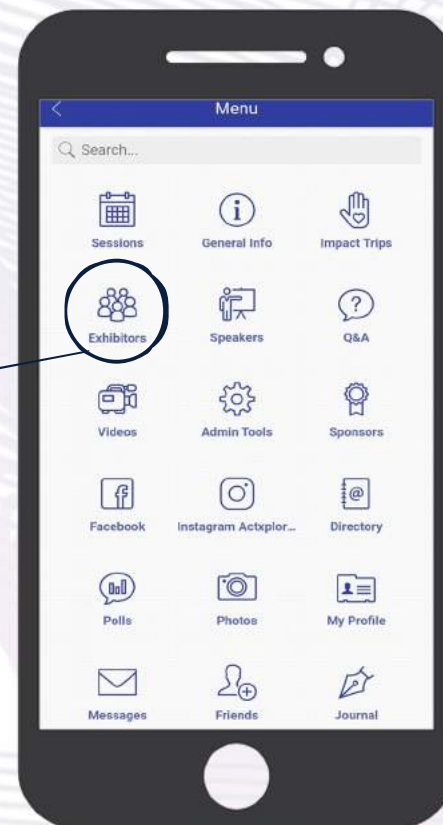 Menu
Search...
Sessions General Info Impact Trips
Exhibitors Speakers Q&A
Videos Admin Tools Sponsors
Facebook Instagram Actxplor... Directory
Polls Photos My Profile
Messages Friends Journal